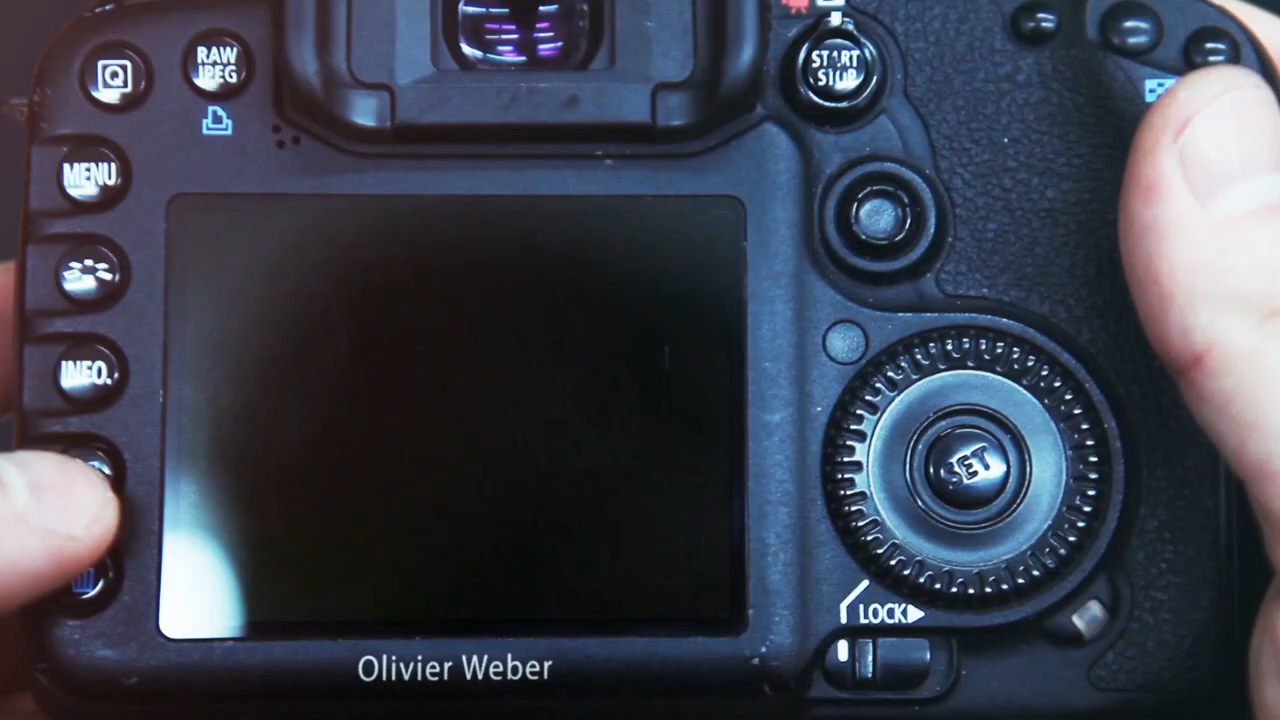 Q
RAW
JPEG
START
STOP
MENU
INFO.
SET
LOCK
Olivier Weber